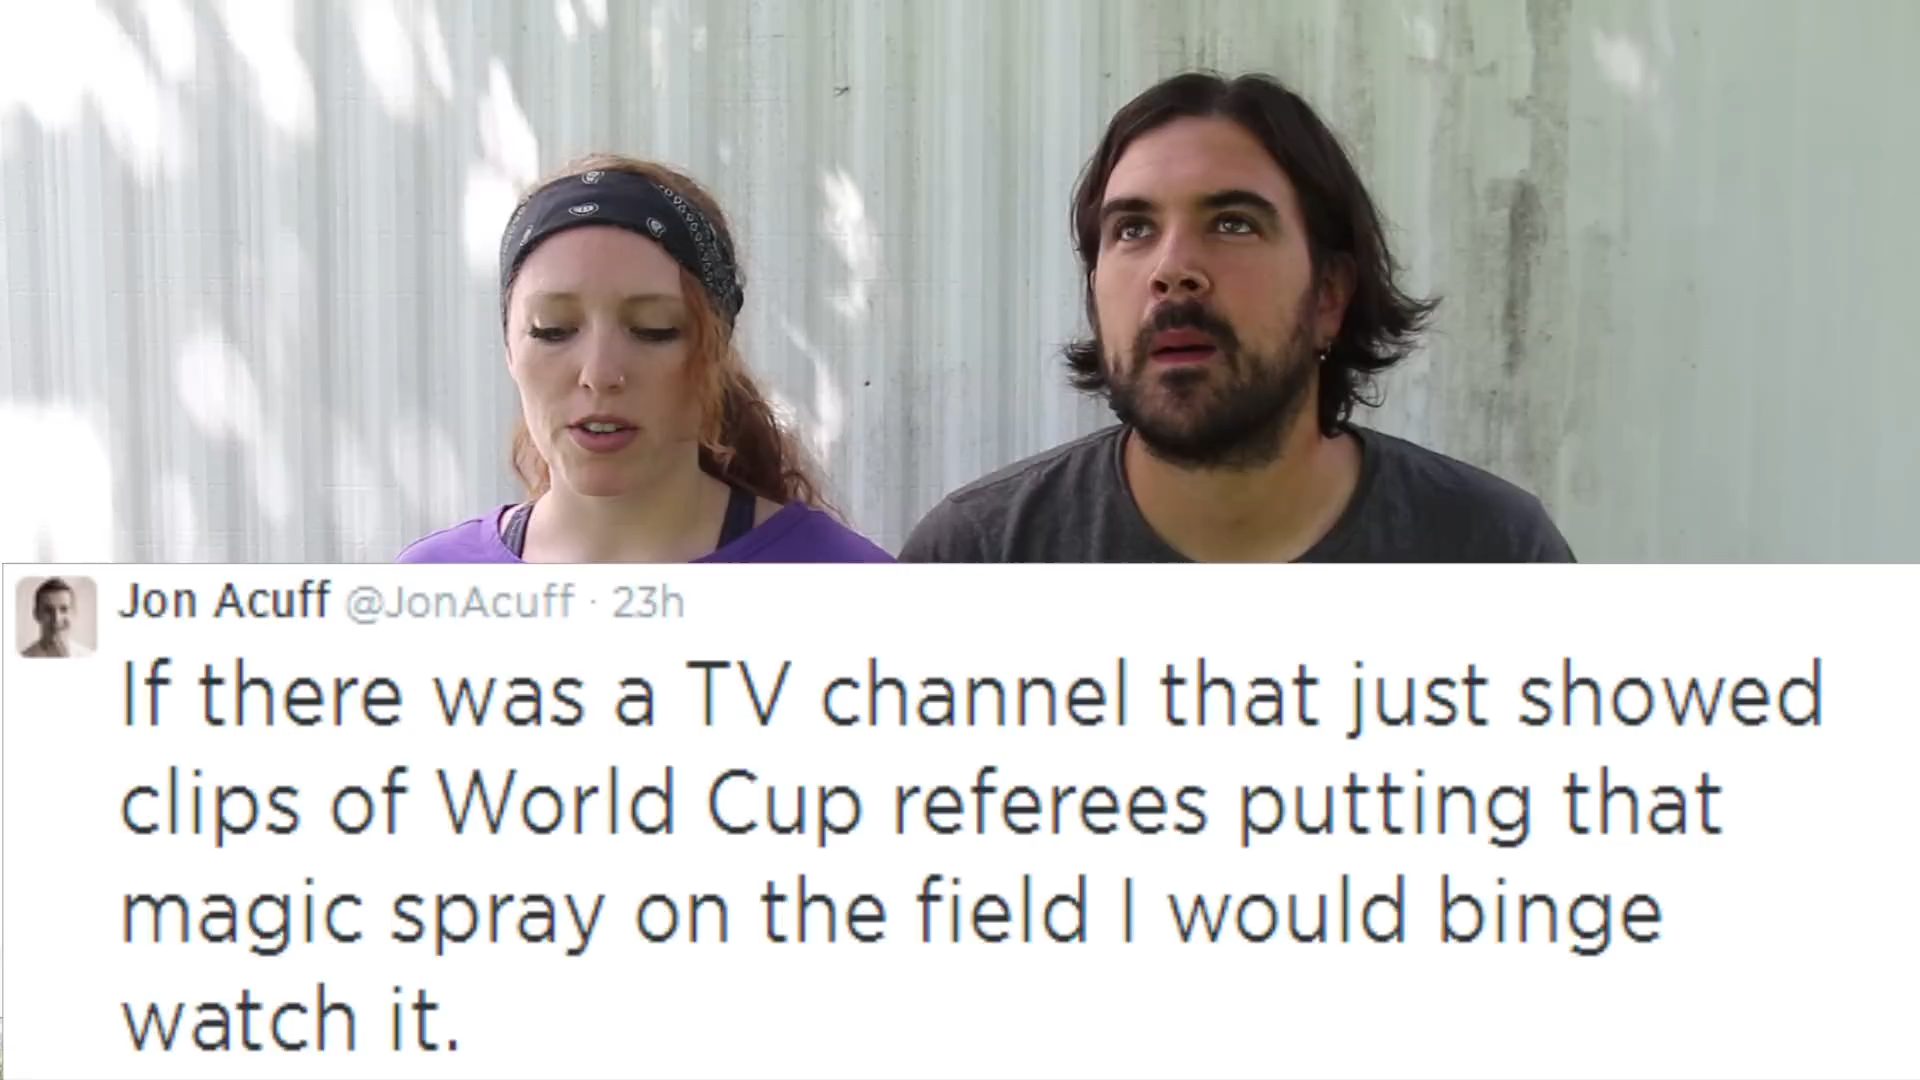 Jon Acuff @JonAcuff · 23h
If there was a TV channel that just showed
clips of World Cup referees putting that
magic spray on the field I would binge
watch it.